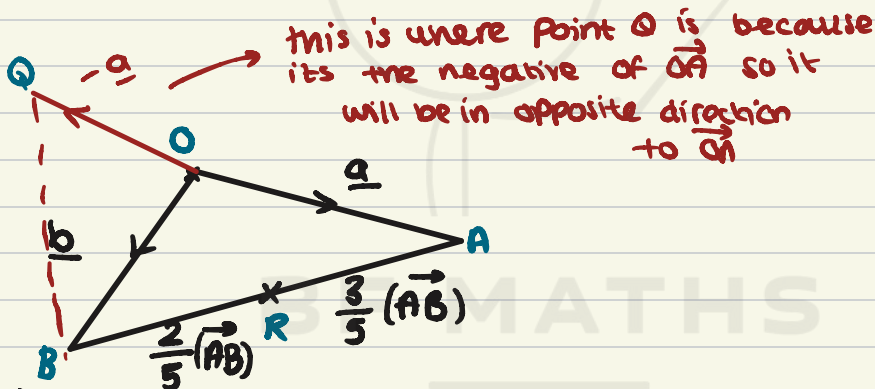 this is where point Q is because
its the negative of OA so it
will be in opposite direction
to OA
Q
-a
O
a
b
A
3/5 (AB)
R
2/5 (AB)
B
MATHS